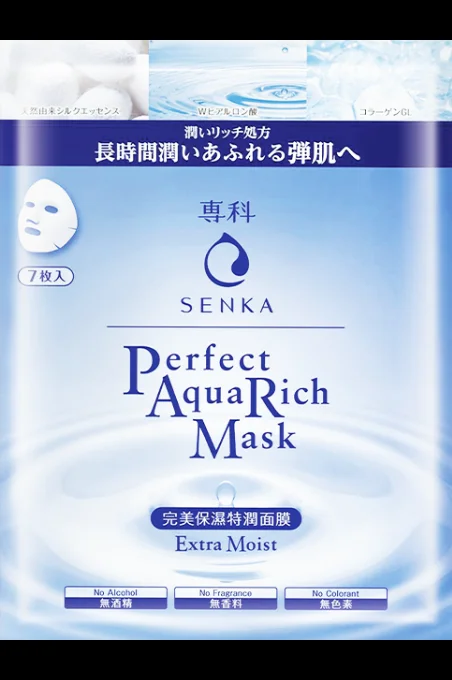 天然由来シルクエッセンス
Wヒアルロン酸
コラーゲンGL
潤いリッチ処方
長時間潤いあふれる弾肌へ
7枚入
専科
SENKA
Perfect
AquaRich
Mask
完美保濕特潤面膜
Extra Moist
No Alcohol
無酒精
No Fragrance
無香料
No Colorant
無色素